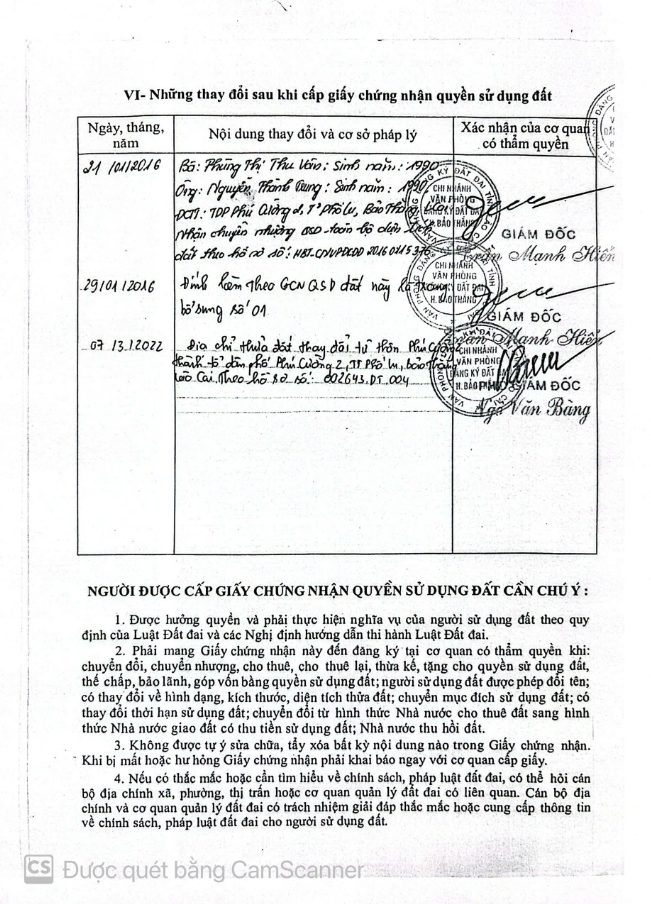 VI- Những thay đổi sau khi cấp giấy chứng nhận quyền sử dụng đất
Ngày, tháng, năm
Nội dung thay đổi và cơ sở pháp lý
Xác nhận của cơ quan có thẩm quyền
21/01/2016
Bà: Phùng Thị Thu Vân; Sinh năm: 1990
Ông: Nguyễn Thành Trung; Sinh năm: 1990
ĐCTT: TDP Phú Cường 2, TT Phố Lu, Bảo Thắng,
Nhận chuyển nhượng QSD toàn bộ diện tích
đất theo hồ sơ số:
CHI NHÁNH
VĂN PHÒNG
ĐĂNG KÝ ĐẤT ĐAI
H. BẢO THẮNG
GIÁM ĐỐC
Trần Mạnh Hiến
29/01/2016
Đính kèm theo GCN QSD đất này là trang
bổ sung số 01
CHI NHÁNH
VĂN PHÒNG
ĐĂNG KÝ ĐẤT ĐAI
H. BẢO THẮNG
GIÁM ĐỐC
Trần Mạnh Hiến
07/3/2022
Địa chỉ thửa đất thay đổi từ thôn Phú Cường
thành tổ dân phố Phú Cường 2, TT Phố Lu, Bảo Thắng
Lào Cai. Theo hồ sơ số: 002643.DT.004
CHI NHÁNH
VĂN PHÒNG
ĐĂNG KÝ ĐẤT ĐAI
H. BẢO THẮNG
PHÓ GIÁM ĐỐC
Ngô Văn Bàng
NGƯỜI ĐƯỢC CẤP GIẤY CHỨNG NHẬN QUYỀN SỬ DỤNG ĐẤT CẦN CHÚ Ý :
1. Được hưởng quyền và phải thực hiện nghĩa vụ của người sử dụng đất theo quy
định của Luật Đất đai và các Nghị định hướng dẫn thi hành Luật Đất đai.
2. Phải mang Giấy chứng nhận này đến đăng ký tại cơ quan có thẩm quyền khi:
chuyển đổi, chuyển nhượng, cho thuê, cho thuê lại, thừa kế, tặng cho quyền sử dụng đất,
thế chấp, bảo lãnh, góp vốn bằng quyền sử dụng đất; người sử dụng đất được phép đổi tên;
có thay đổi về hình dạng, kích thước, diện tích thửa đất; chuyển mục đích sử dụng đất; có
thay đổi thời hạn sử dụng đất; chuyển đổi từ hình thức Nhà nước cho thuê đất sang hình
thức Nhà nước giao đất có thu tiền sử dụng đất; Nhà nước thu hồi đất.
3. Không được tự ý sửa chữa, tẩy xóa bất kỳ nội dung nào trong Giấy chứng nhận.
Khi bị mất hoặc hư hỏng Giấy chứng nhận phải khai báo ngay với cơ quan cấp giấy.
4. Nếu có thắc mắc hoặc cần tìm hiểu về chính sách, pháp luật đất đai, có thể hỏi cán
bộ địa chính xã, phường, thị trấn hoặc cơ quan quản lý đất đai có liên quan. Cán bộ địa
chính và cơ quan quản lý đất đai có trách nhiệm giải đáp thắc mắc hoặc cung cấp thông tin
về chính sách, pháp luật đất đai cho người sử dụng đất.
CS Được quét bằng CamScanner